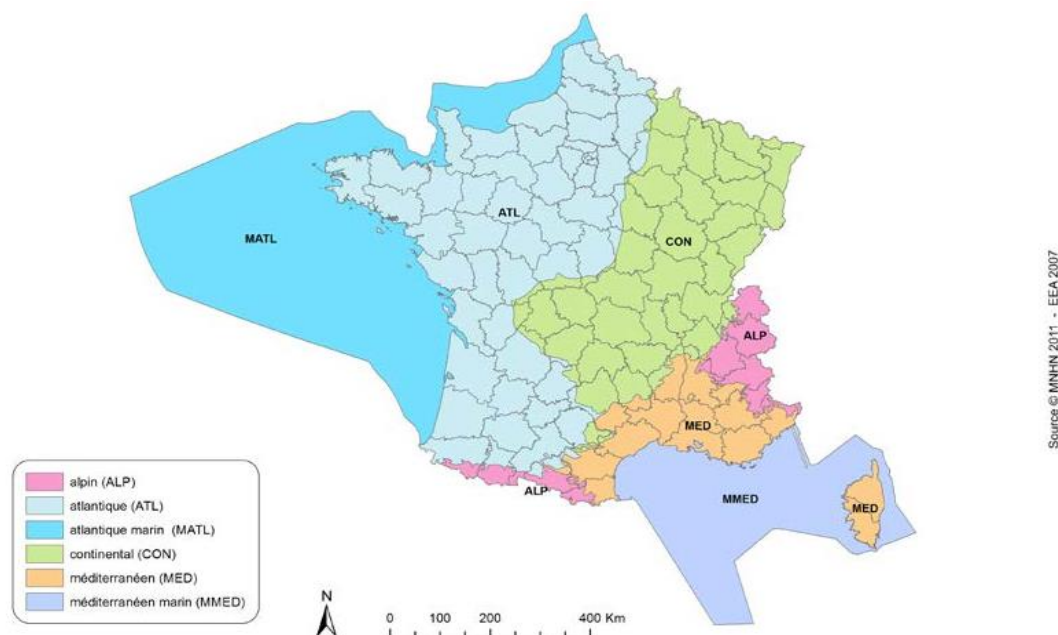 MATL
ATL
CON
ALP
MED
ALP
MMED
MED
alpin (ALP)
atlantique (ATL)
atlantique marin (MATL)
continental (CON)
méditerranéen (MED)
méditerranéen marin (MMED)
N
0 100 200 400 Km
Source © MNHN 2011 - EEA 2007